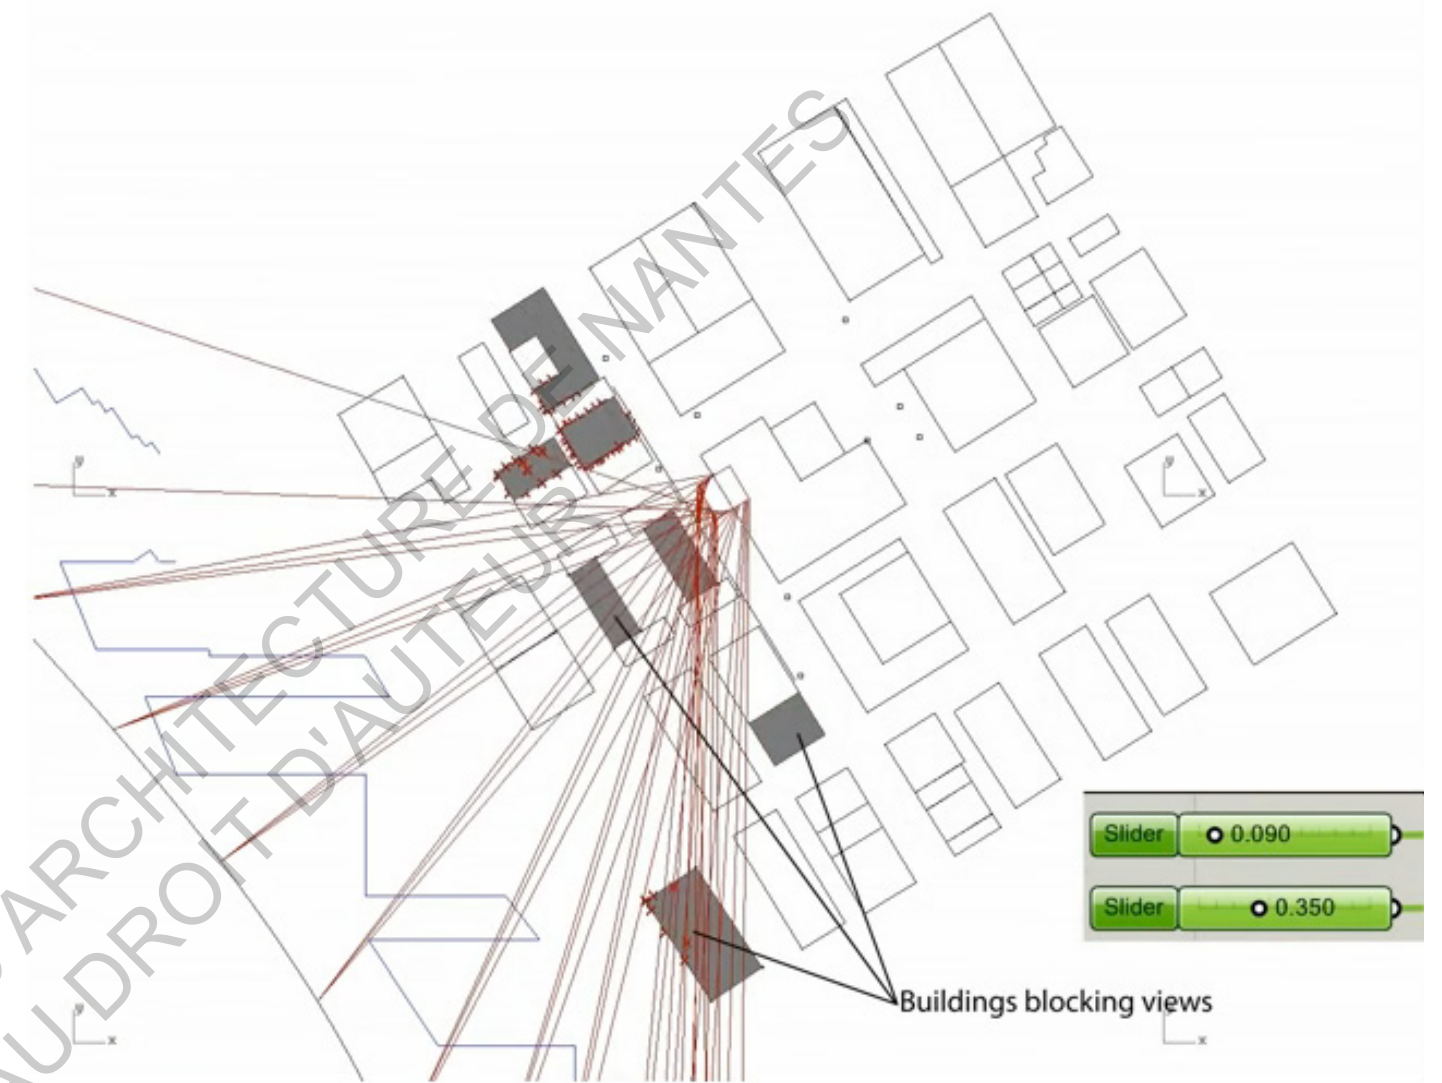 D'ARCHITECTURE DE NANTES
AU DROIT D'AUTEUR
y
x
y
x
Slider 0.090
Slider 0.350
Buildings blocking views
y
x
y
x